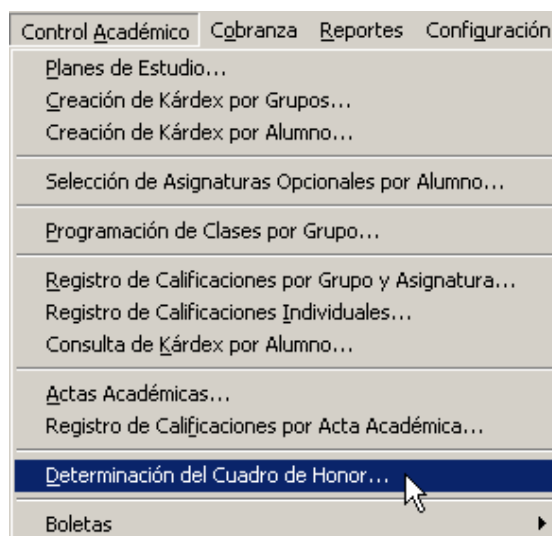 Control Académico Cobranza Reportes Configuración
Planes de Estudio...
Creación de Kárdex por Grupos...
Creación de Kárdex por Alumno...
Selección de Asignaturas Opcionales por Alumno...
Programación de Clases por Grupo...
Registro de Calificaciones por Grupo y Asignatura...
Registro de Calificaciones Individuales...
Consulta de Kárdex por Alumno...
Actas Académicas...
Registro de Calificaciones por Acta Académica...
Determinación del Cuadro de Honor...
Boletas